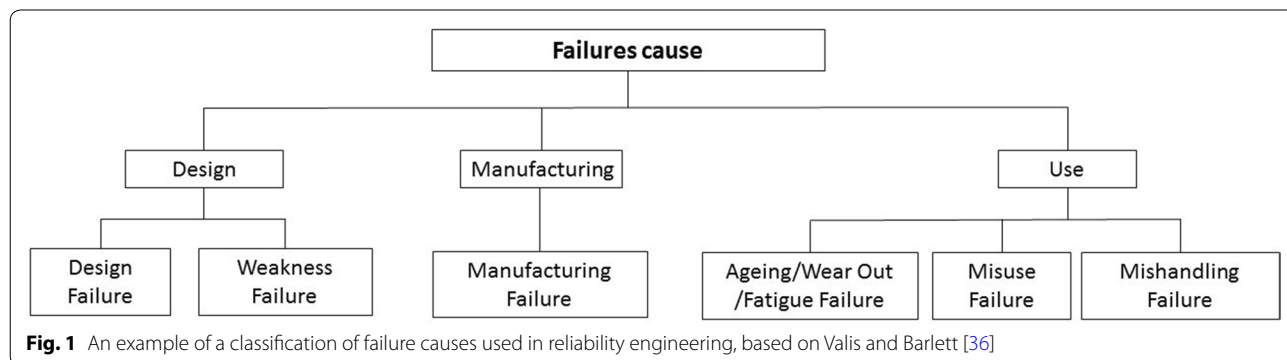 Failures cause
Design
Manufacturing
Use
Design
Failure
Weakness
Failure
Manufacturing
Failure
Ageing/Wear Out
/Fatigue Failure
Misuse
Failure
Mishandling
Failure
Fig. 1 An example of a classification of failure causes used in reliability engineering, based on Valis and Barlett [36]